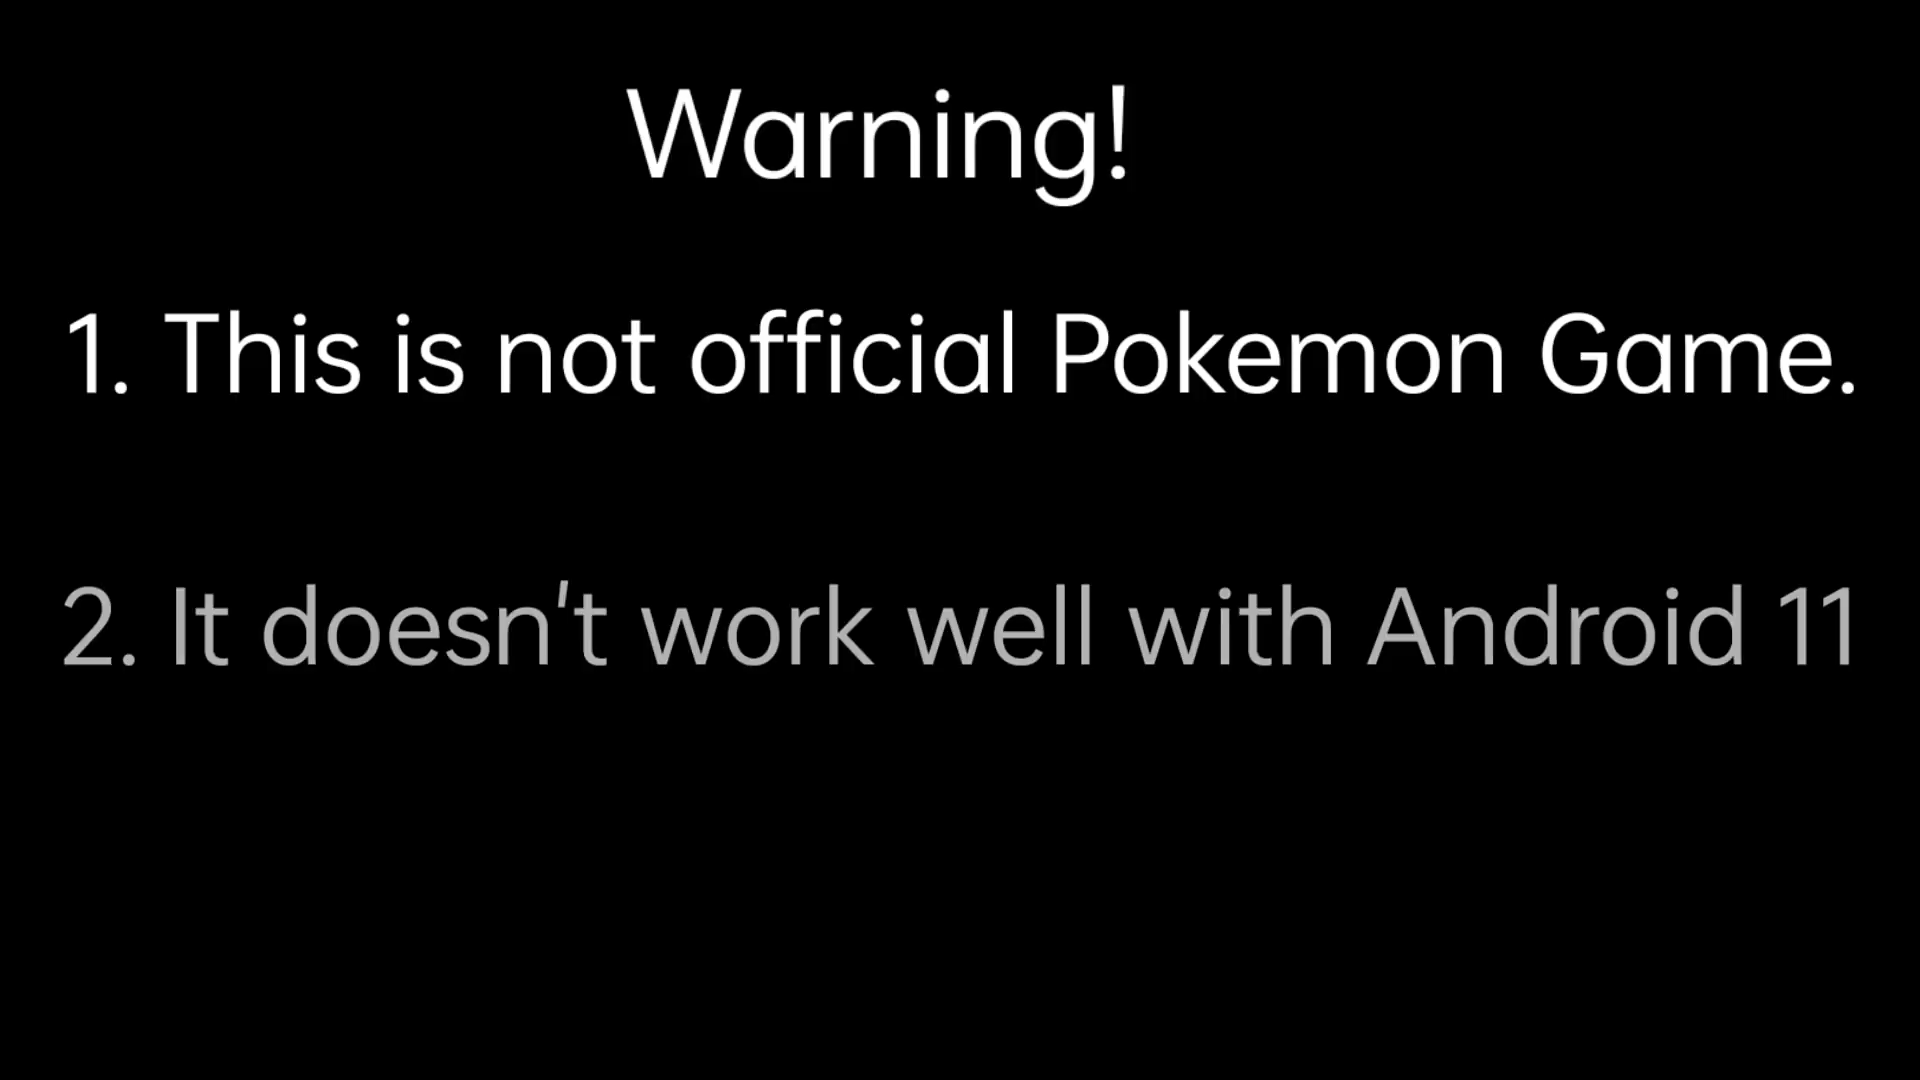 Warning!
1. This is not official Pokemon Game.
2. It doesn't work well with Android 11